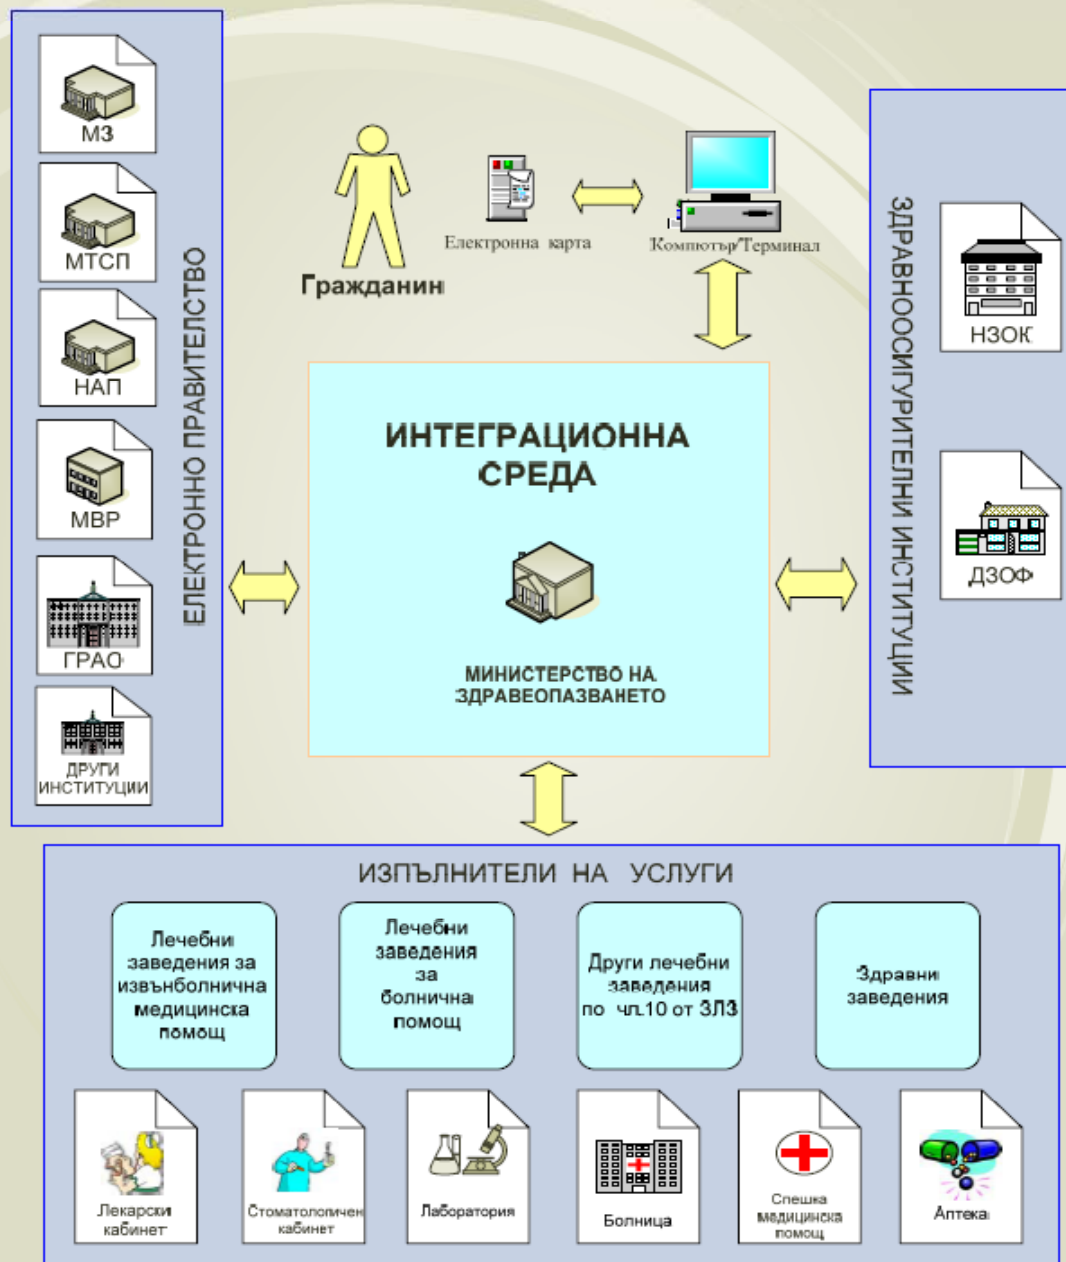 МЗ
МТСП
НАП
МВР
ГРАО
ДРУГИ
ИНСТИТУЦИИ
ЕЛЕКТРОННО ПРАВИТЕЛСТВО
Гражданин
Електронна карта
Компютър/Терминал
ИНТЕГРАЦИОННА
СРЕДА
МИНИСТЕРСТВО НА
ЗДРАВЕОПАЗВАНЕТО
ЗДРАВНООСИГУРИТЕЛНИ ИНСТИТУЦИИ
НЗОК
ДЗОФ
ИЗПЪЛНИТЕЛИ НА УСЛУГИ
Лечебни
заведения за
извънболнична
медицинска
помощ
Лечебни
заведения
за
болнична
помощ
Други лечебни
заведения
по чл.10 от ЗЛЗ
Здравни
заведения
Лекарски
кабинет
Стоматологичен
кабинет
Лаборатория
Болница
Спешка
медицинска
помощ
Аптека